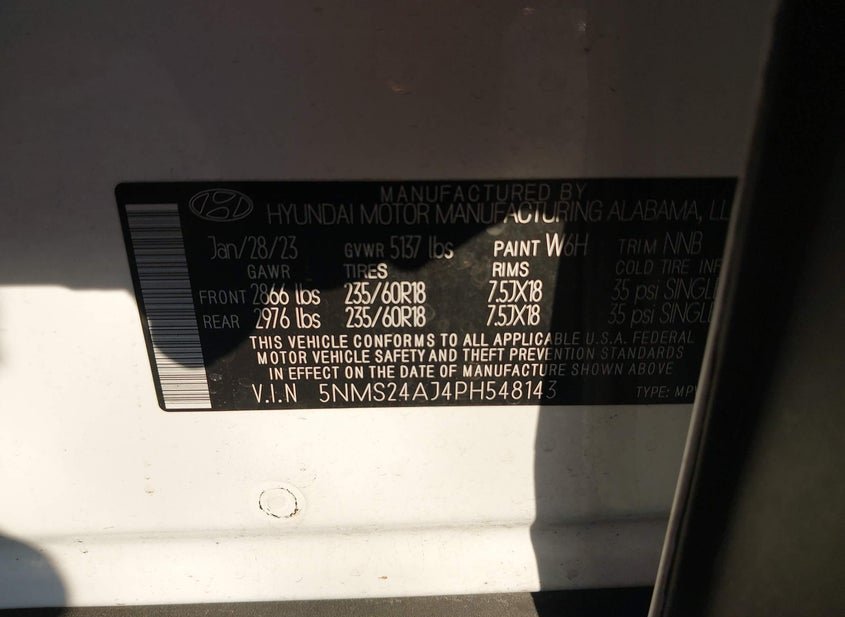 MANUFACTURED BY
HYUNDAI MOTOR MANUFACTURING ALABAMA, LL
Jan/28/23 GVWR 5137 lbs PAINT W6H TRIM NNB
GAWR TIRES RIMS COLD TIRE INF
FRONT 2866 lbs 235/60R18 7.5JX18 35 psi SINGLE
REAR 2976 lbs 235/60R18 7.5JX18 35 psi SINGLE
THIS VEHICLE CONFORMS TO ALL APPLICABLE U.S.A. FEDERAL
MOTOR VEHICLE SAFETY AND THEFT PREVENTION STANDARDS
IN EFFECT ON THE DATE OF MANUFACTURE SHOWN ABOVE
V.I.N 5NMS24AJ4PH548143 TYPE: MPV